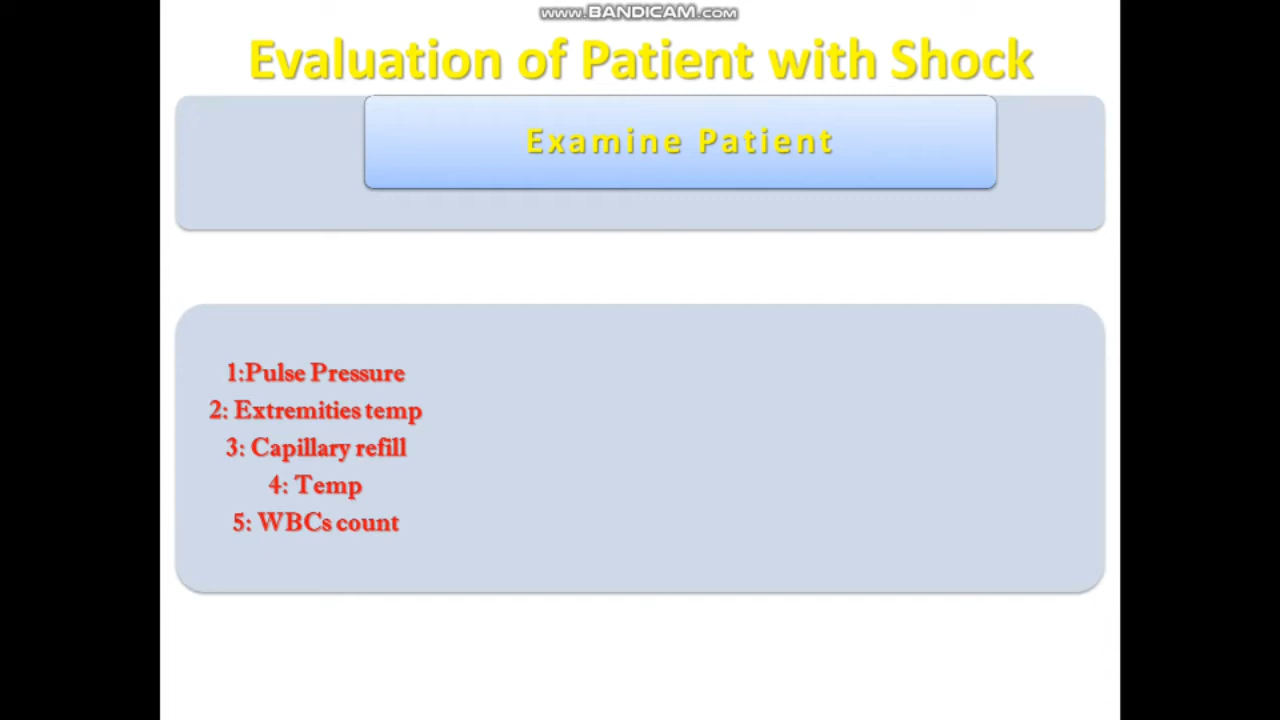 www.BANDICAM.com
Evaluation of Patient with Shock
Examine Patient
1:Pulse Pressure
2: Extremities temp
3: Capillary refill
4: Temp
5: WBCs count